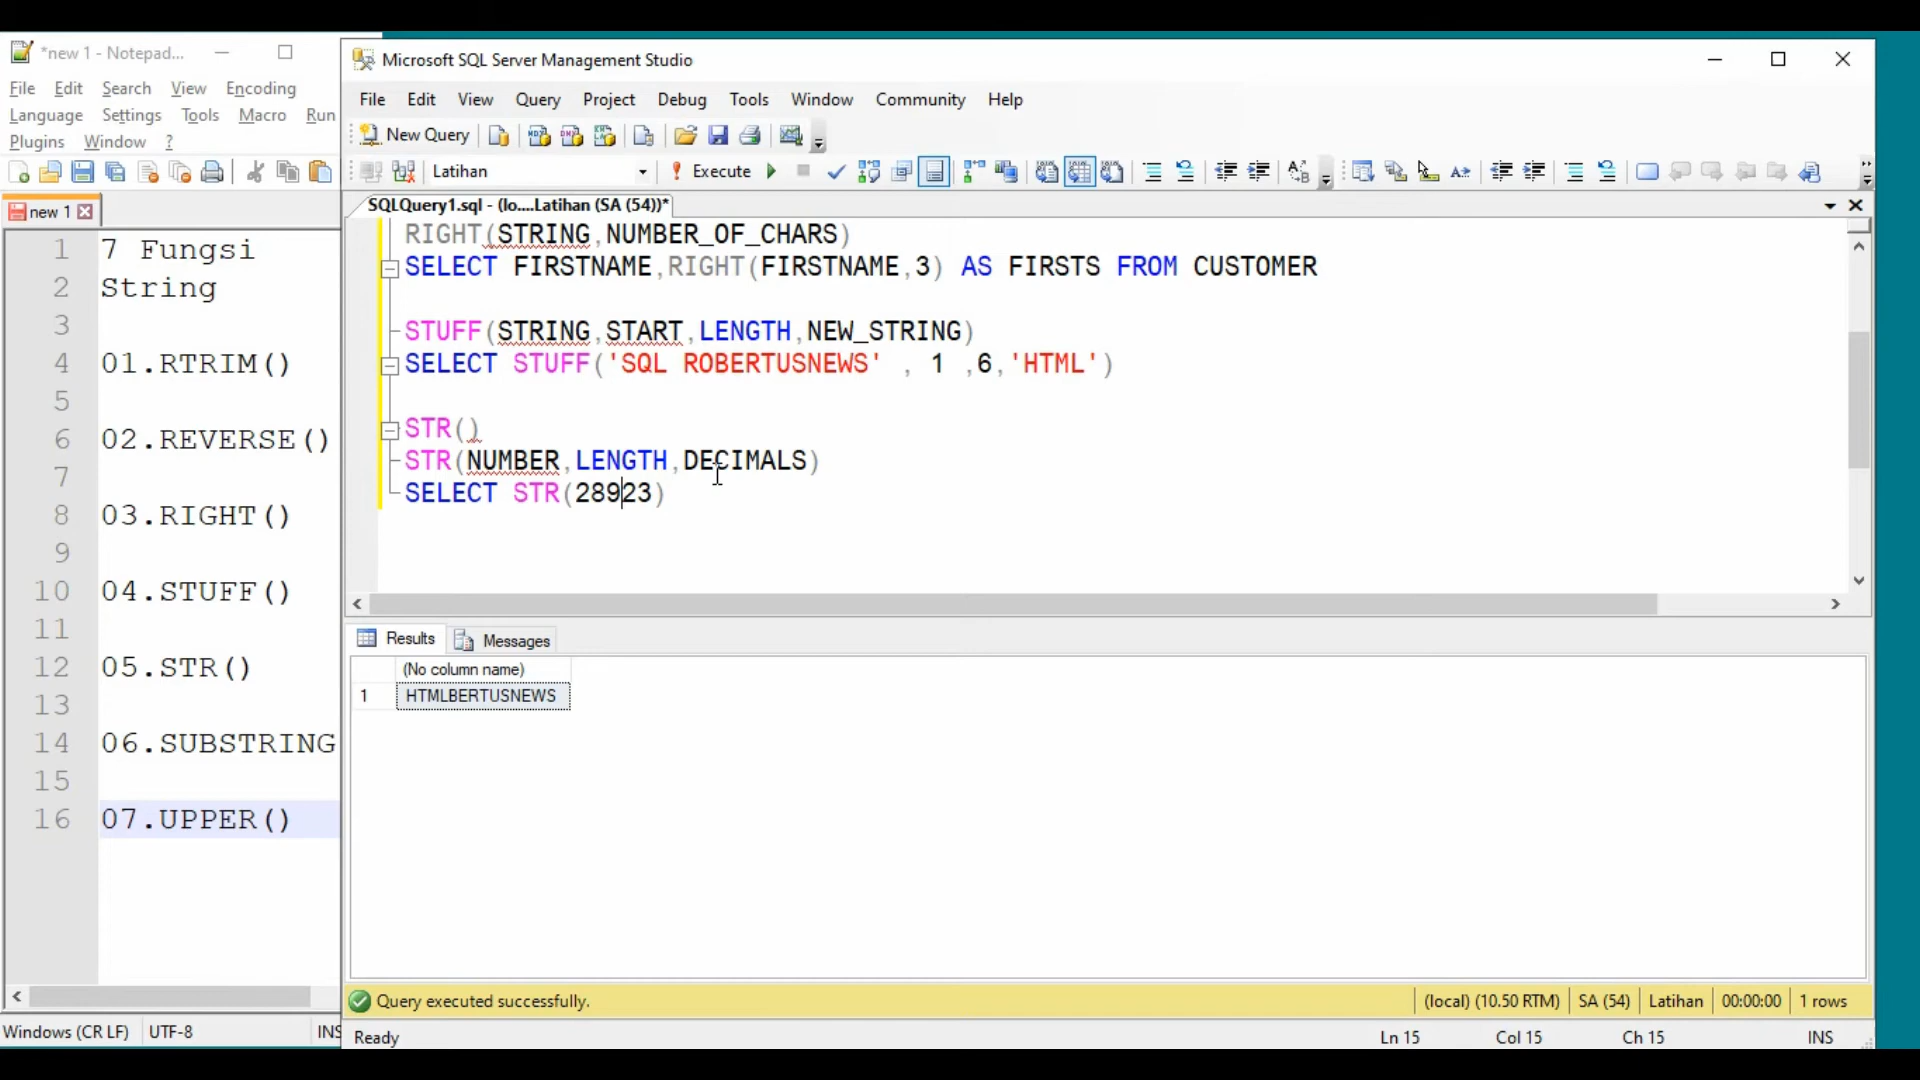 *new 1 - Notepad...
File Edit Search View Encoding
Language Settings Tools Macro Run
Plugins Window ?
new 1
1 7 Fungsi
2 String
3
4 01.RTRIM()
5
6 02.REVERSE()
7
8 03.RIGHT()
9
10 04.STUFF()
11
12 05.STR()
13
14 06.SUBSTRING
15
16 07.UPPER()
Windows (CR LF) UTF-8 INS
Microsoft SQL Server Management Studio
File Edit View Query Project Debug Tools Window Community Help
New Query
Latihan Execute
SQLQuery1.sql - (lo....Latihan (SA (54))*
RIGHT(STRING,NUMBER_OF_CHARS)
SELECT FIRSTNAME,RIGHT(FIRSTNAME,3) AS FIRSTS FROM CUSTOMER
STUFF(STRING,START,LENGTH,NEW_STRING)
SELECT STUFF('SQL ROBERTUSNEWS' , 1 ,6,'HTML')
STR()
STR(NUMBER,LENGTH,DECIMALS)
SELECT STR(28923)
Results Messages
(No column name)
1 HTMLBERTUSNEWS
Query executed successfully. (local) (10.50 RTM) SA (54) Latihan 00:00:00 1 rows
Ready Ln 15 Col 15 Ch 15 INS